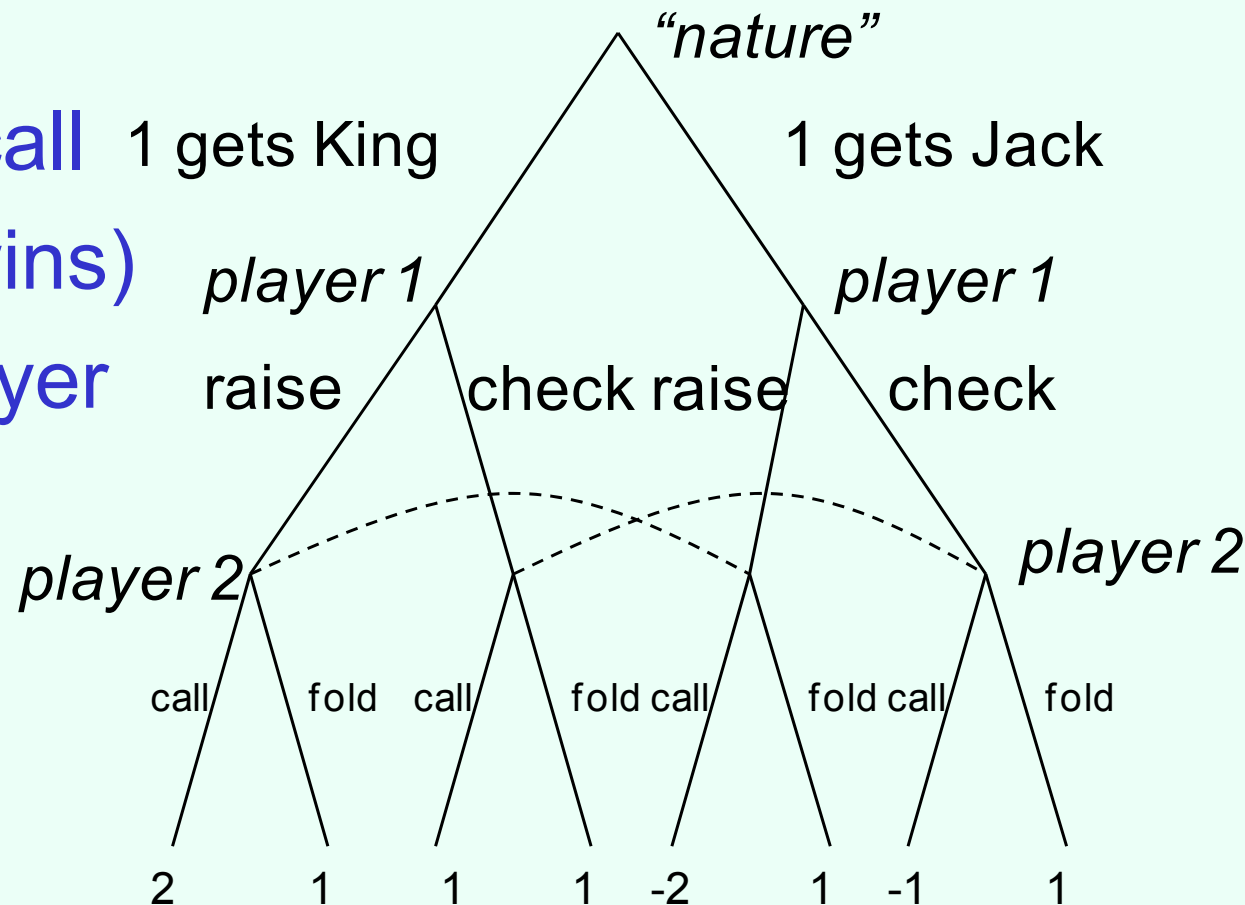 “nature”
call 1 gets King 1 gets Jack
player 1 player 1
raise check raise check
player 2 player 2
call fold call fold call fold call fold
2 1 1 1 -2 1 -1 1